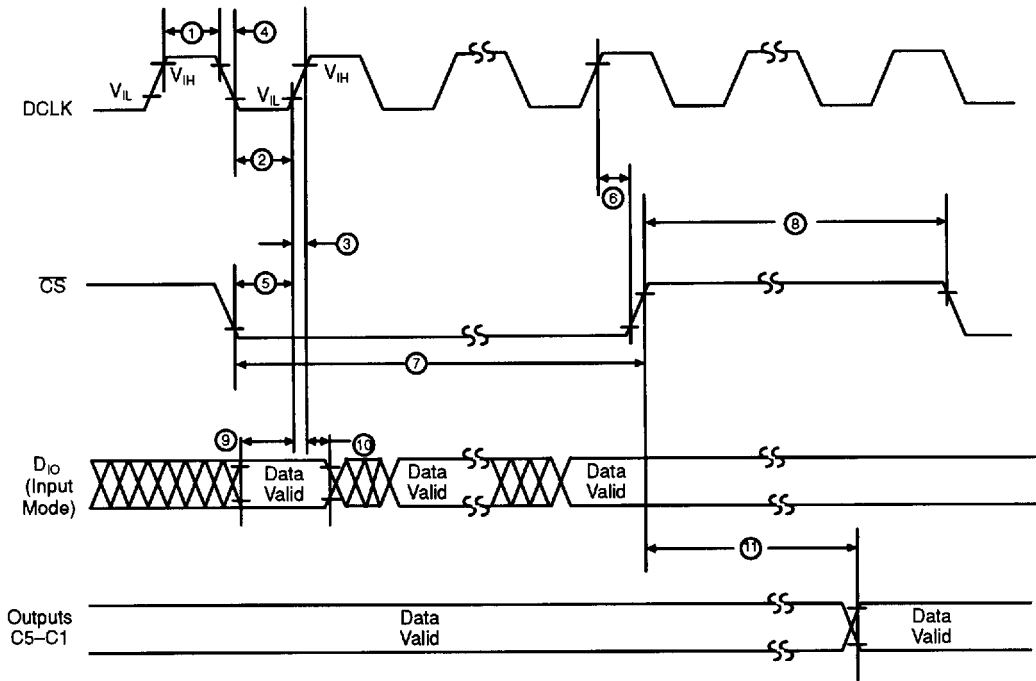 ① ④
V_IL V_IH V_IL V_IH
DCLK
②
⑥
③ ⑧
C̅S̅ ⑤
⑦
⑨ ⑩
D_IO
(Input
Mode)
Data
Valid
Data
Valid
Data
Valid
⑪
Outputs
C5–C1
Data
Valid
Data
Valid